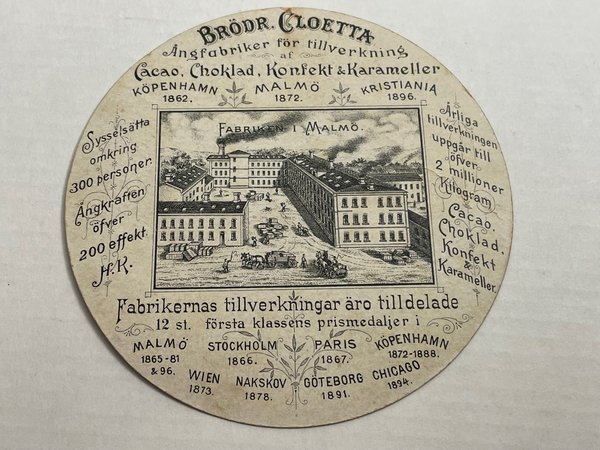 BRÖDR. CLOETTA
Ångfabriker för tillverkning
af
Cacao, Choklad, Konfekt & Karameller
KÖPENHAMN MALMÖ KRISTIANIA
1862. 1872. 1896.
Sysselsätta
omkring
300 personer.
Ångkraften
öfver
200 effekt.
H.K.
FABRIKEN I MALMÖ.
Årliga
tillverkningen
uppgår till
öfver
2 millioner
Kilogram
Cacao,
Choklad,
Konfekt
&
Karameller.
Fabrikernas tillverkningar äro tilldelade
12 st. första klassens prismedaljer i
MALMÖ STOCKHOLM PARIS KÖPENHAMN
1865-81 1866. 1867. 1872-1888.
& 96.
WIEN NAKSKOV GÖTEBORG CHICAGO
1873. 1878. 1891. 1894.